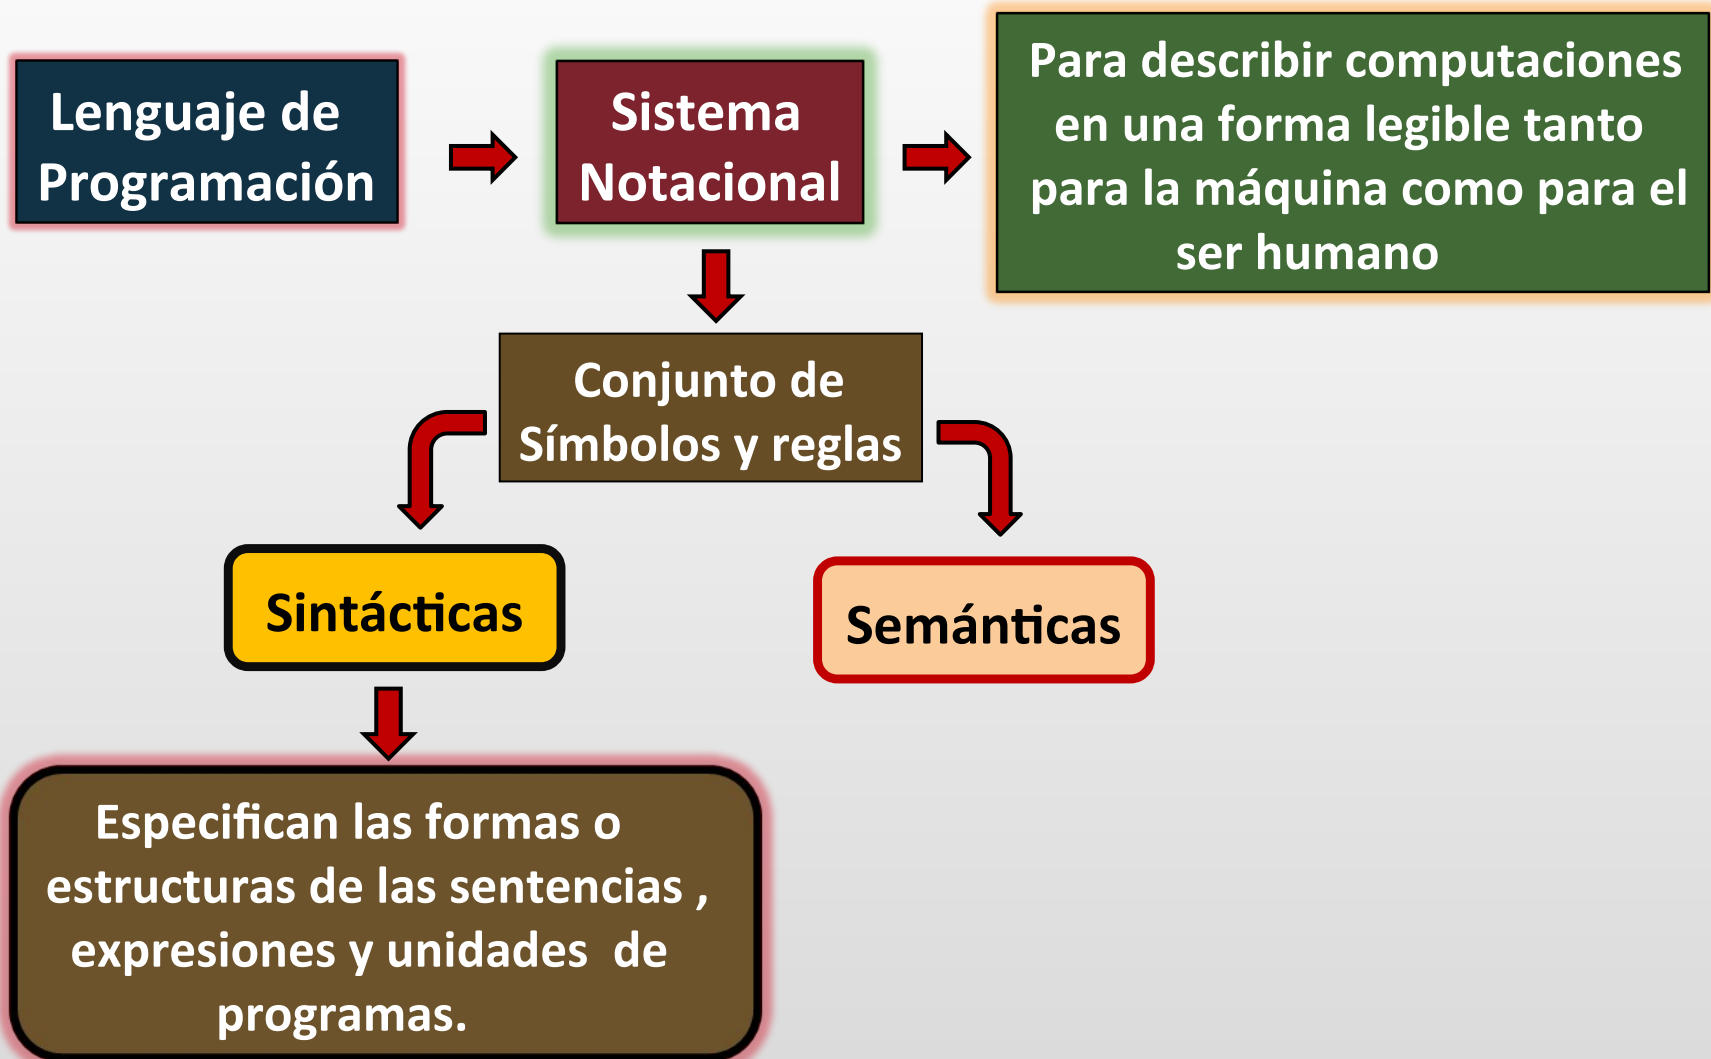 Lenguaje de
Programación
Sistema
Notacional
Para describir computaciones
en una forma legible tanto
para la máquina como para el
ser humano
Conjunto de
Símbolos y reglas
Sintácticas
Semánticas
Especifican las formas o
estructuras de las sentencias ,
expresiones y unidades  de
programas.